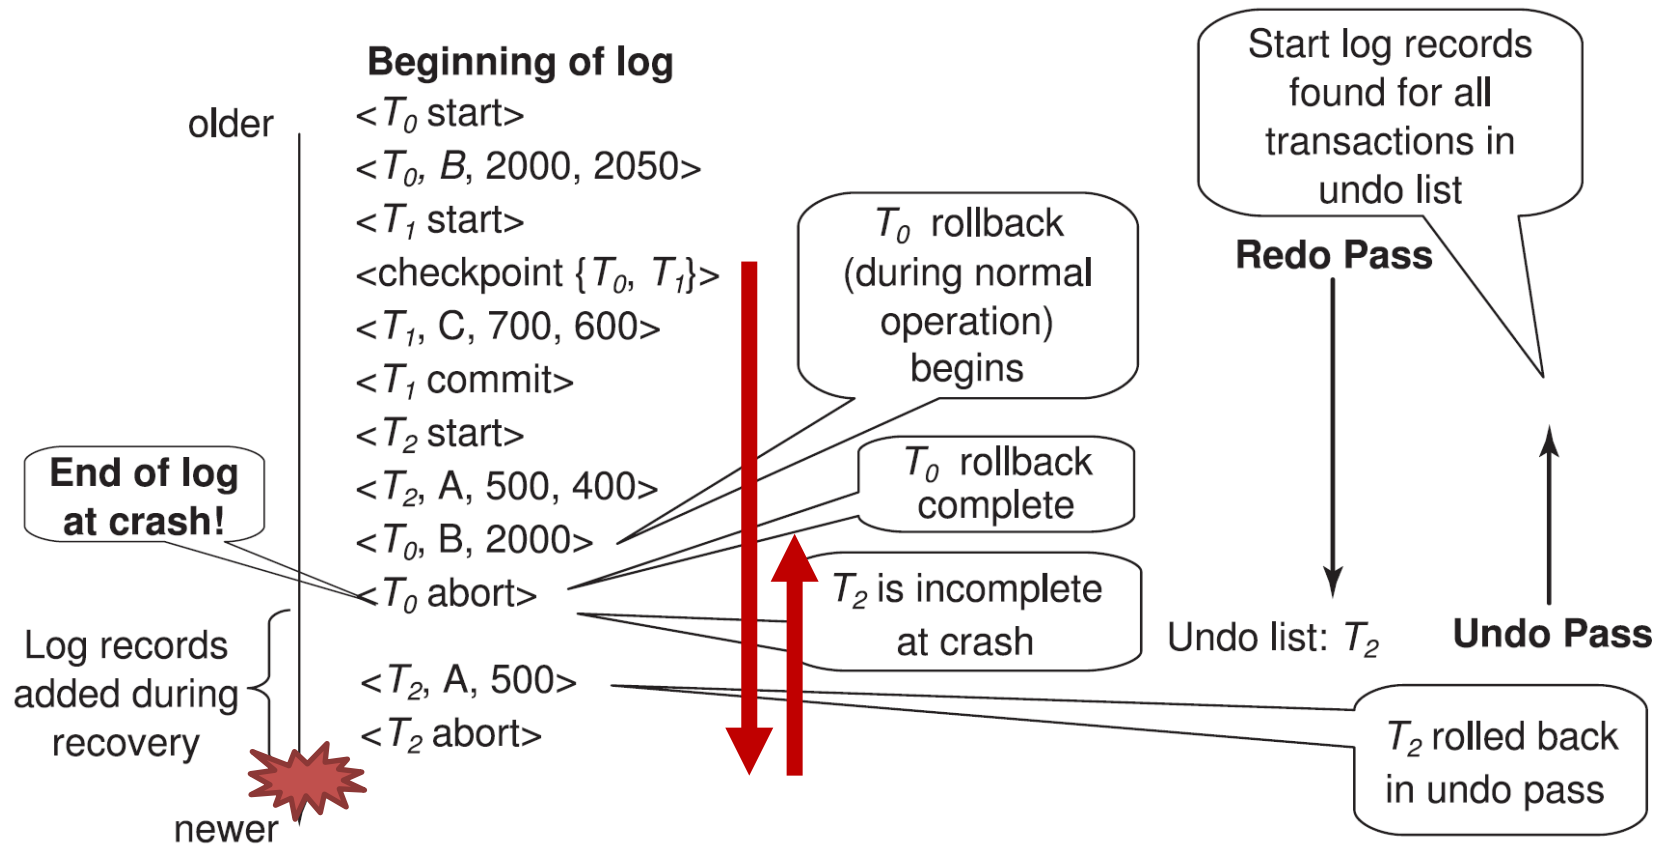 Beginning of log
older
<T0 start>
<T0, B, 2000, 2050>
<T1 start>
<checkpoint {T0, T1}>
<T1, C, 700, 600>
<T1 commit>
<T2 start>
<T2, A, 500, 400>
<T0, B, 2000>
<T0 abort>
<T2, A, 500>
<T2 abort>
End of log
at crash!
Log records
added during
recovery
newer
T0 rollback
(during normal
operation)
begins
T0 rollback
complete
T2 is incomplete
at crash
Start log records
found for all
transactions in
undo list
Redo Pass
Undo list: T2
Undo Pass
T2 rolled back
in undo pass